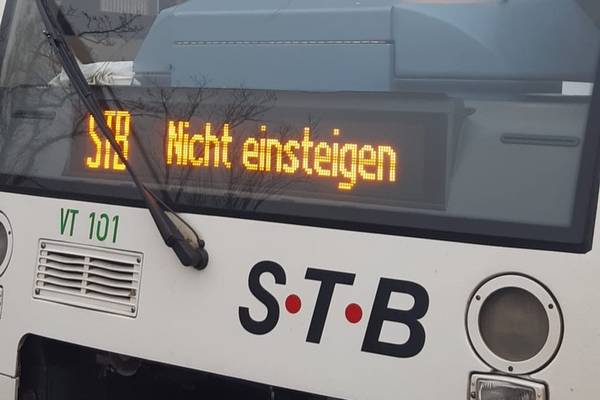 STB Nicht einsteigen
VT 101
S·T·B